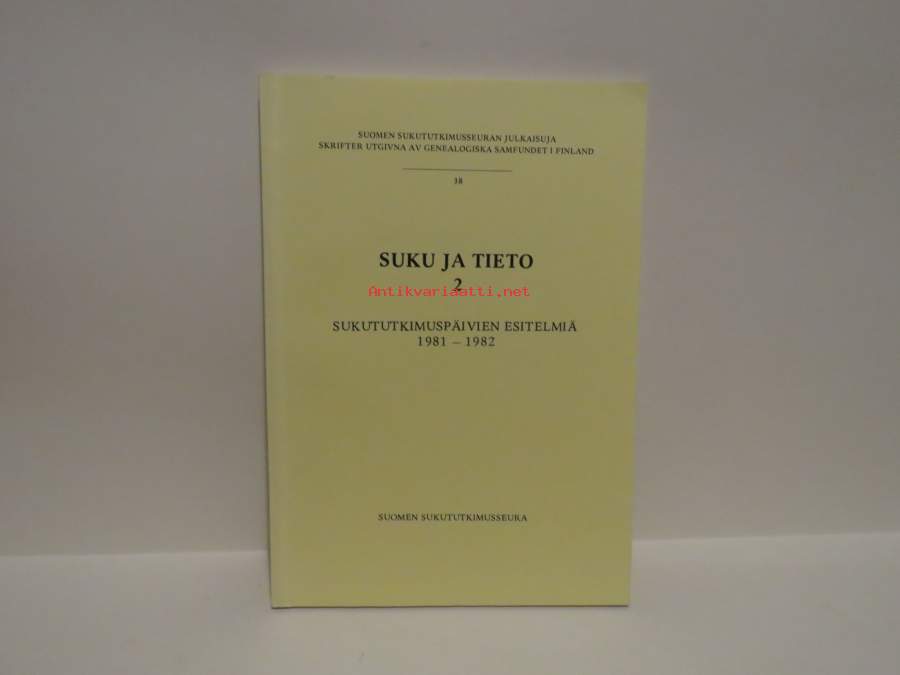 SUOMEN SUKUTUTKIMUSSEURAN JULKAISUJA
SKRIFTER UTGIVNA AV GENEALOGISKA SAMFUNDET I FINLAND
38
SUKU JA TIETO
2
Antikvariaatti.net
SUKUTUTKIMUSPÄIVIEN ESITELMIÄ
1981 – 1982
SUOMEN SUKUTUTKIMUSSEURA